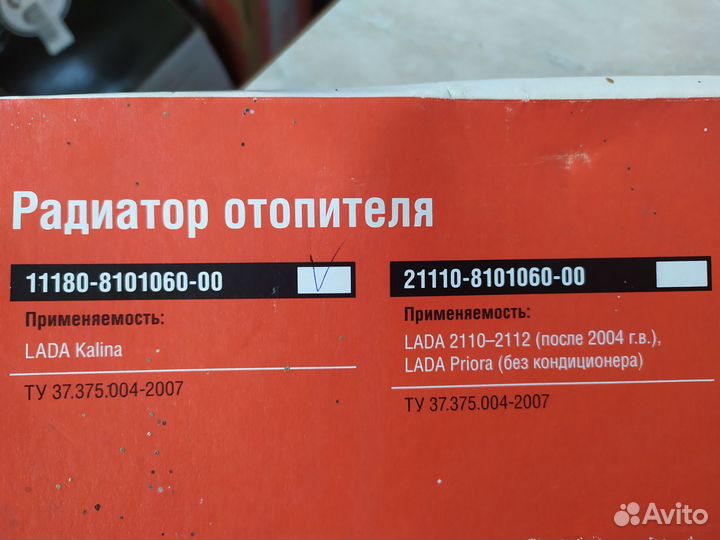 Радиатор отопителя
11180-8101060-00
Применяемость:
LADA Kalina
ТУ 37.375.004-2007
21110-8101060-00
Применяемость:
LADA 2110–2112 (после 2004 г.в.),
LADA Priora (без кондиционера)
ТУ 37.375.004-2007
Avito